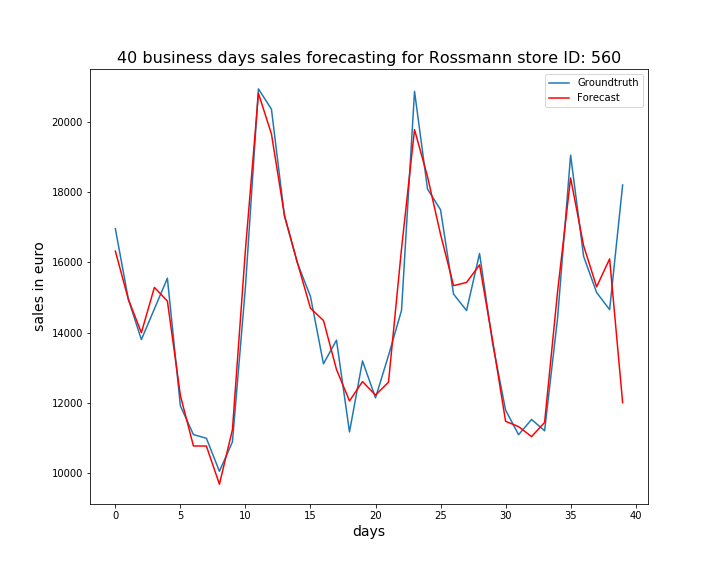 40 business days sales forecasting for Rossmann store ID: 560
Groundtruth
Forecast
20000
18000
16000
14000
12000
10000
sales in euro
0 5 10 15 20 25 30 35 40
days